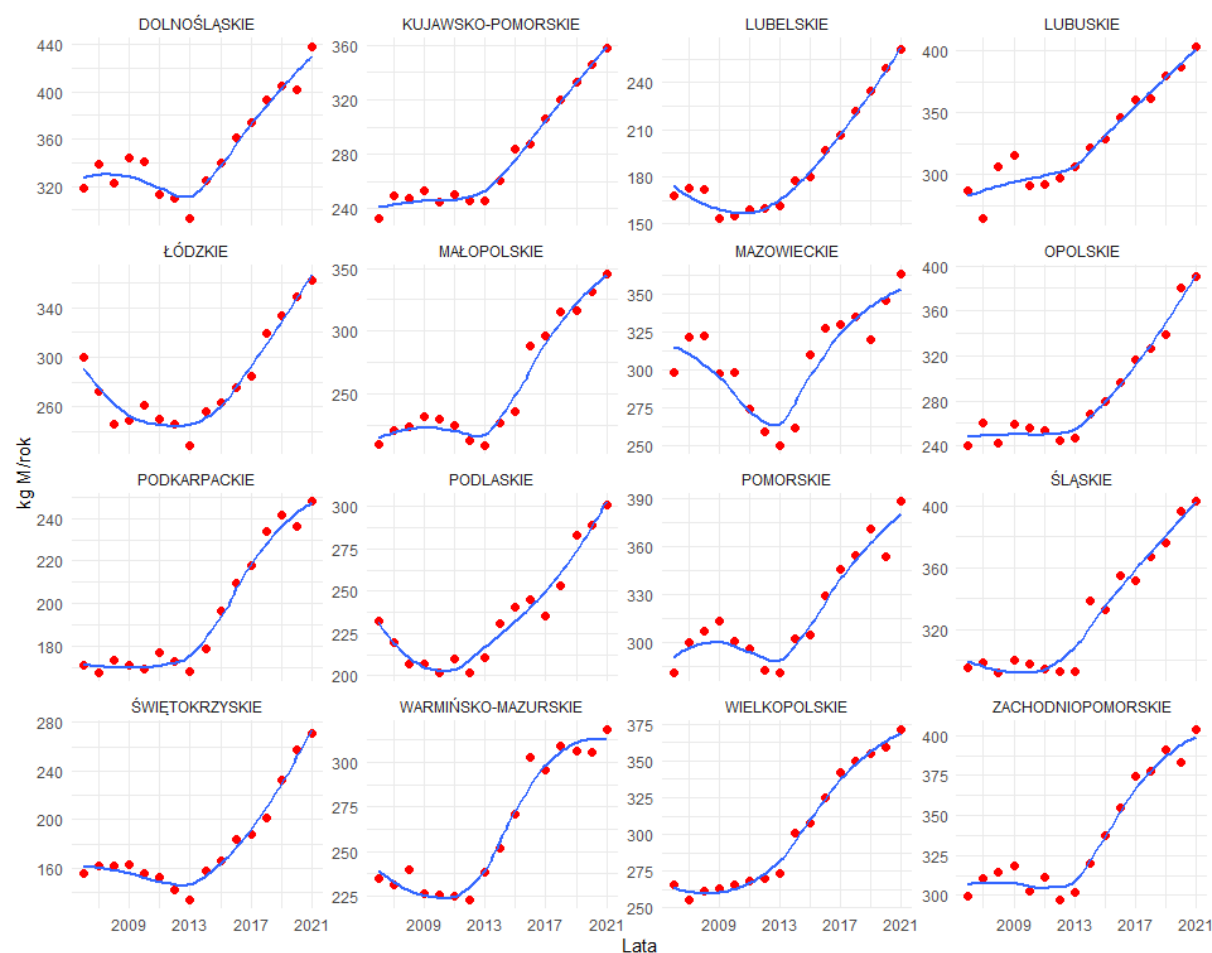 DOLNOŚLĄSKIE KUJAWSKO-POMORSKIE LUBELSKIE LUBUSKIE
440 360 240 400
400 320 210 350
360 280 180 300
320 240 150
ŁÓDZKIE MAŁOPOLSKIE MAZOWIECKIE OPOLSKIE
340 350 350 400
300 300 325 360
260 250 300 320
275 280
250 240
kg M/rok
PODKARPACKIE PODLASKIE POMORSKIE ŚLĄSKIE
240 300 390 400
220 275 360 360
200 250 330 320
180 225 300
200
ŚWIĘTOKRZYSKIE WARMIŃSKO-MAZURSKIE WIELKOPOLSKIE ZACHODNIOPOMORSKIE
280 300 375 400
240 275 350 375
200 250 325 350
160 225 300 325
275 300
250
2009 2013 2017 2021 2009 2013 2017 2021 2009 2013 2017 2021 2009 2013 2017 2021
Lata